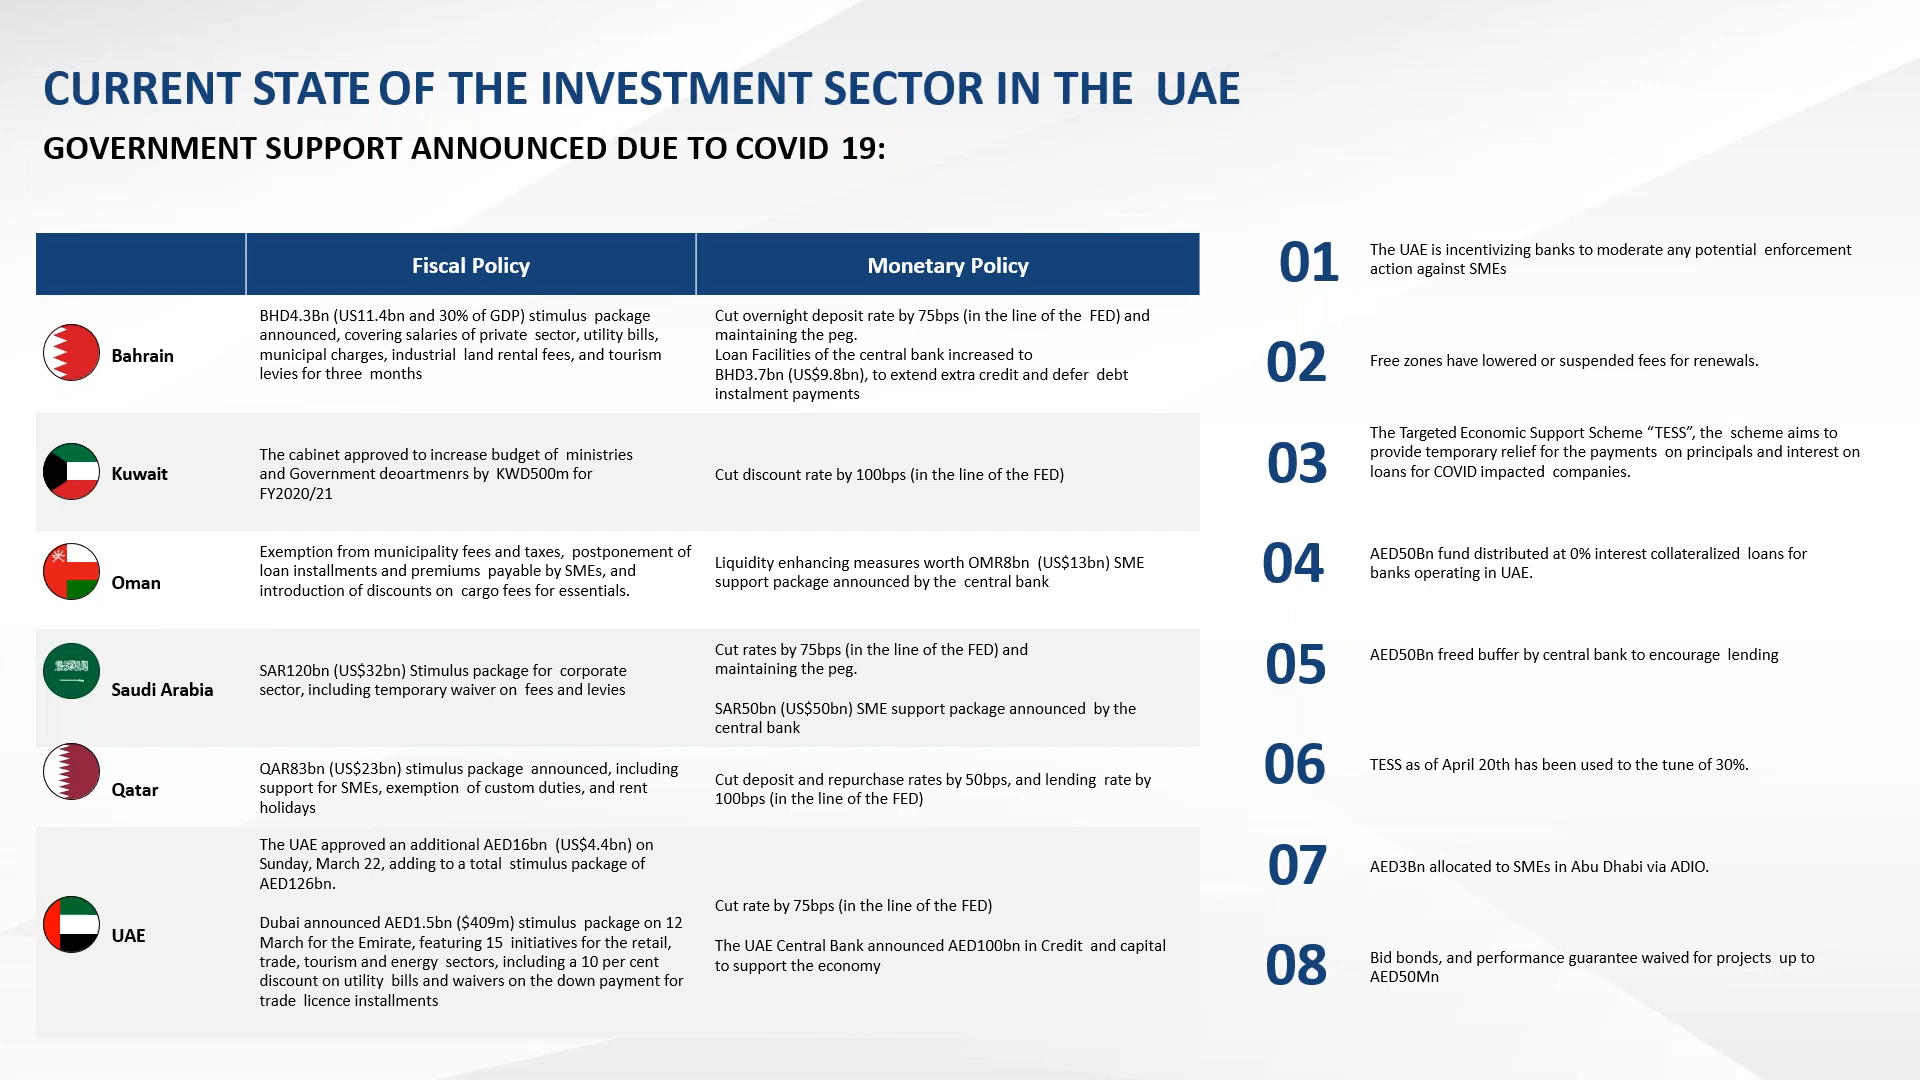 CURRENT STATE OF THE INVESTMENT SECTOR IN THE UAE
GOVERNMENT SUPPORT ANNOUNCED DUE TO COVID 19:
Fiscal Policy
Monetary Policy
Bahrain
BHD4.3Bn (US11.4bn and 30% of GDP) stimulus package
announced, covering salaries of private sector, utility bills,
municipal charges, industrial land rental fees, and tourism
levies for three months
Cut overnight deposit rate by 75bps (in the line of the FED) and
maintaining the peg.
Loan Facilities of the central bank increased to
BHD3.7bn (US$9.8bn), to extend extra credit and defer debt
instalment payments
Kuwait
The cabinet approved to increase budget of ministries
and Government deoartmenrs by KWD500m for
FY2020/21
Cut discount rate by 100bps (in the line of the FED)
Oman
Exemption from municipality fees and taxes, postponement of
loan installments and premiums payable by SMEs, and
introduction of discounts on cargo fees for essentials.
Liquidity enhancing measures worth OMR8bn (US$13bn) SME
support package announced by the central bank
Saudi Arabia
SAR120bn (US$32bn) Stimulus package for corporate
sector, including temporary waiver on fees and levies
Cut rates by 75bps (in the line of the FED) and
maintaining the peg.
SAR50bn (US$50bn) SME support package announced by the
central bank
Qatar
QAR83bn (US$23bn) stimulus package announced, including
support for SMEs, exemption of custom duties, and rent
holidays
Cut deposit and repurchase rates by 50bps, and lending rate by
100bps (in the line of the FED)
UAE
The UAE approved an additional AED16bn (US$4.4bn) on
Sunday, March 22, adding to a total stimulus package of
AED126bn.
Dubai announced AED1.5bn ($409m) stimulus package on 12
March for the Emirate, featuring 15 initiatives for the retail,
trade, tourism and energy sectors, including a 10 per cent
discount on utility bills and waivers on the down payment for
trade licence installments
Cut rate by 75bps (in the line of the FED)
The UAE Central Bank announced AED100bn in Credit and capital
to support the economy
01
The UAE is incentivizing banks to moderate any potential enforcement
action against SMEs
02
Free zones have lowered or suspended fees for renewals.
03
The Targeted Economic Support Scheme “TESS”, the scheme aims to
provide temporary relief for the payments on principals and interest on
loans for COVID impacted companies.
04
AED50Bn fund distributed at 0% interest collateralized loans for
banks operating in UAE.
05
AED50Bn freed buffer by central bank to encourage lending
06
TESS as of April 20th has been used to the tune of 30%.
07
AED3Bn allocated to SMEs in Abu Dhabi via ADIO.
08
Bid bonds, and performance guarantee waived for projects up to
AED50Mn